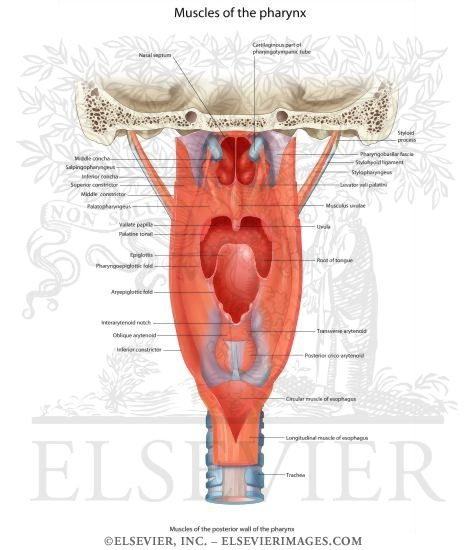 Muscles of the pharynx
Nasal septum
Cartilaginous part of
pharyngotympanic tube
Styloid
process
Middle concha
Salpingopharyngeus
Inferior concha
Superior constrictor
Middle constrictor
Palatopharyngeus
Pharyngobasilar fascia
Stylohyoid ligament
Stylopharyngeus
Levator veli palatini
Musculus uvulae
Vallate papilla
Palatine tonsil
Uvula
Epiglottis
Pharyngoepiglottic fold
Root of tongue
Aryepiglottic fold
Interarytenoid notch
Oblique arytenoid
Inferior constrictor
Transverse arytenoid
Posterior crico-arytenoid
Circular muscle of esophagus
Longitudinal muscle of esophagus
Trachea
NON
ELSEVIER
Muscles of the posterior wall of the pharynx
©ELSEVIER, INC. – ELSEVIERIMAGES.COM